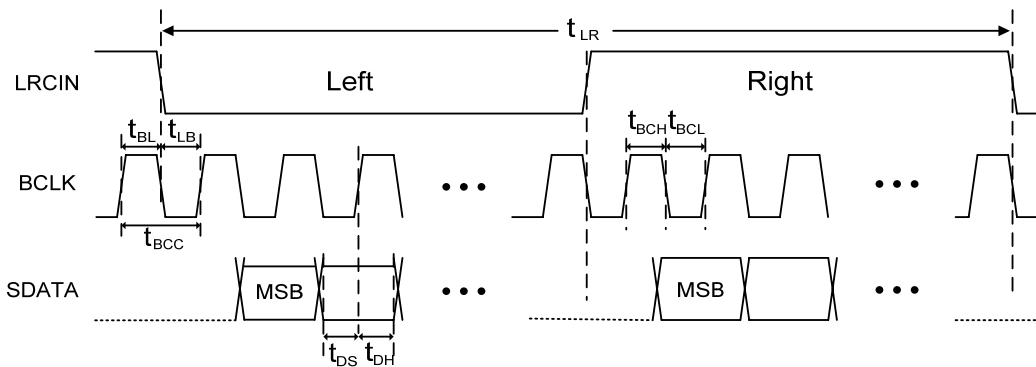 tLR
LRCIN Left Right
tBL tLB tBCH tBCL
BCLK
tBCC
SDATA MSB MSB
tDS tDH